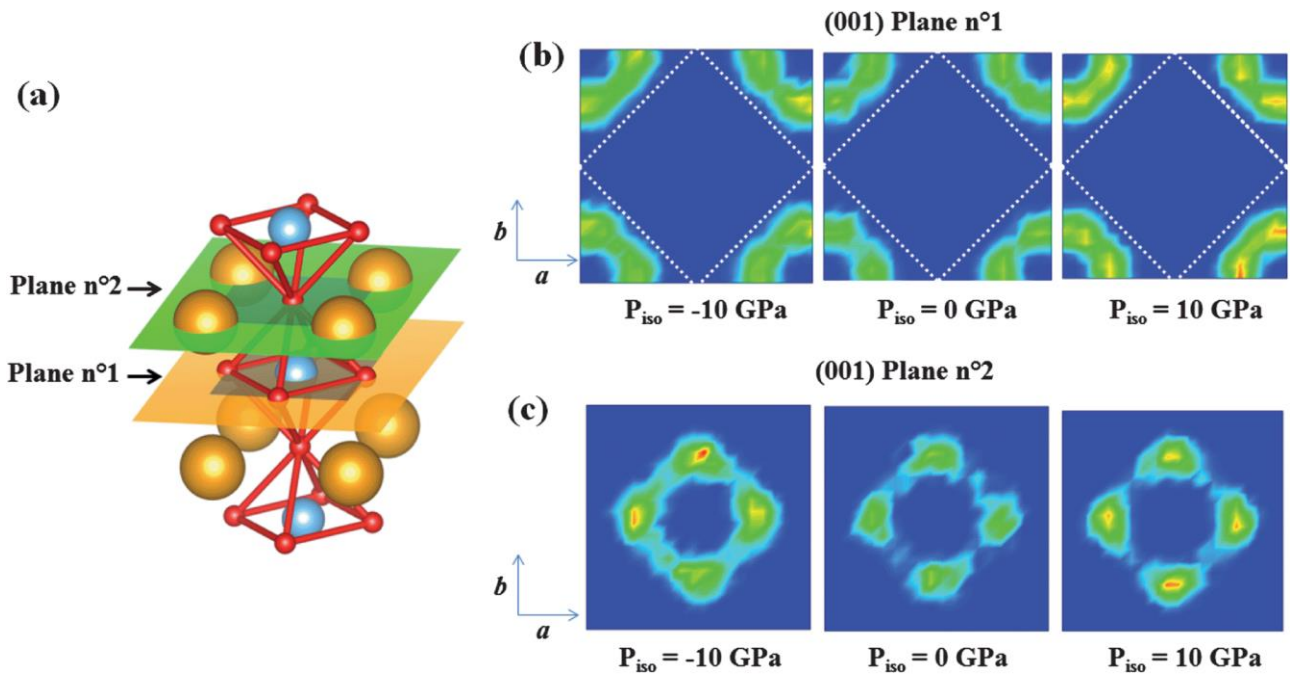 (a)
Plane n°2
Plane n°1
(001) Plane n°1
(b)
b
a
P_iso = -10 GPa
P_iso = 0 GPa
P_iso = 10 GPa
(001) Plane n°2
(c)
b
a
P_iso = -10 GPa
P_iso = 0 GPa
P_iso = 10 GPa